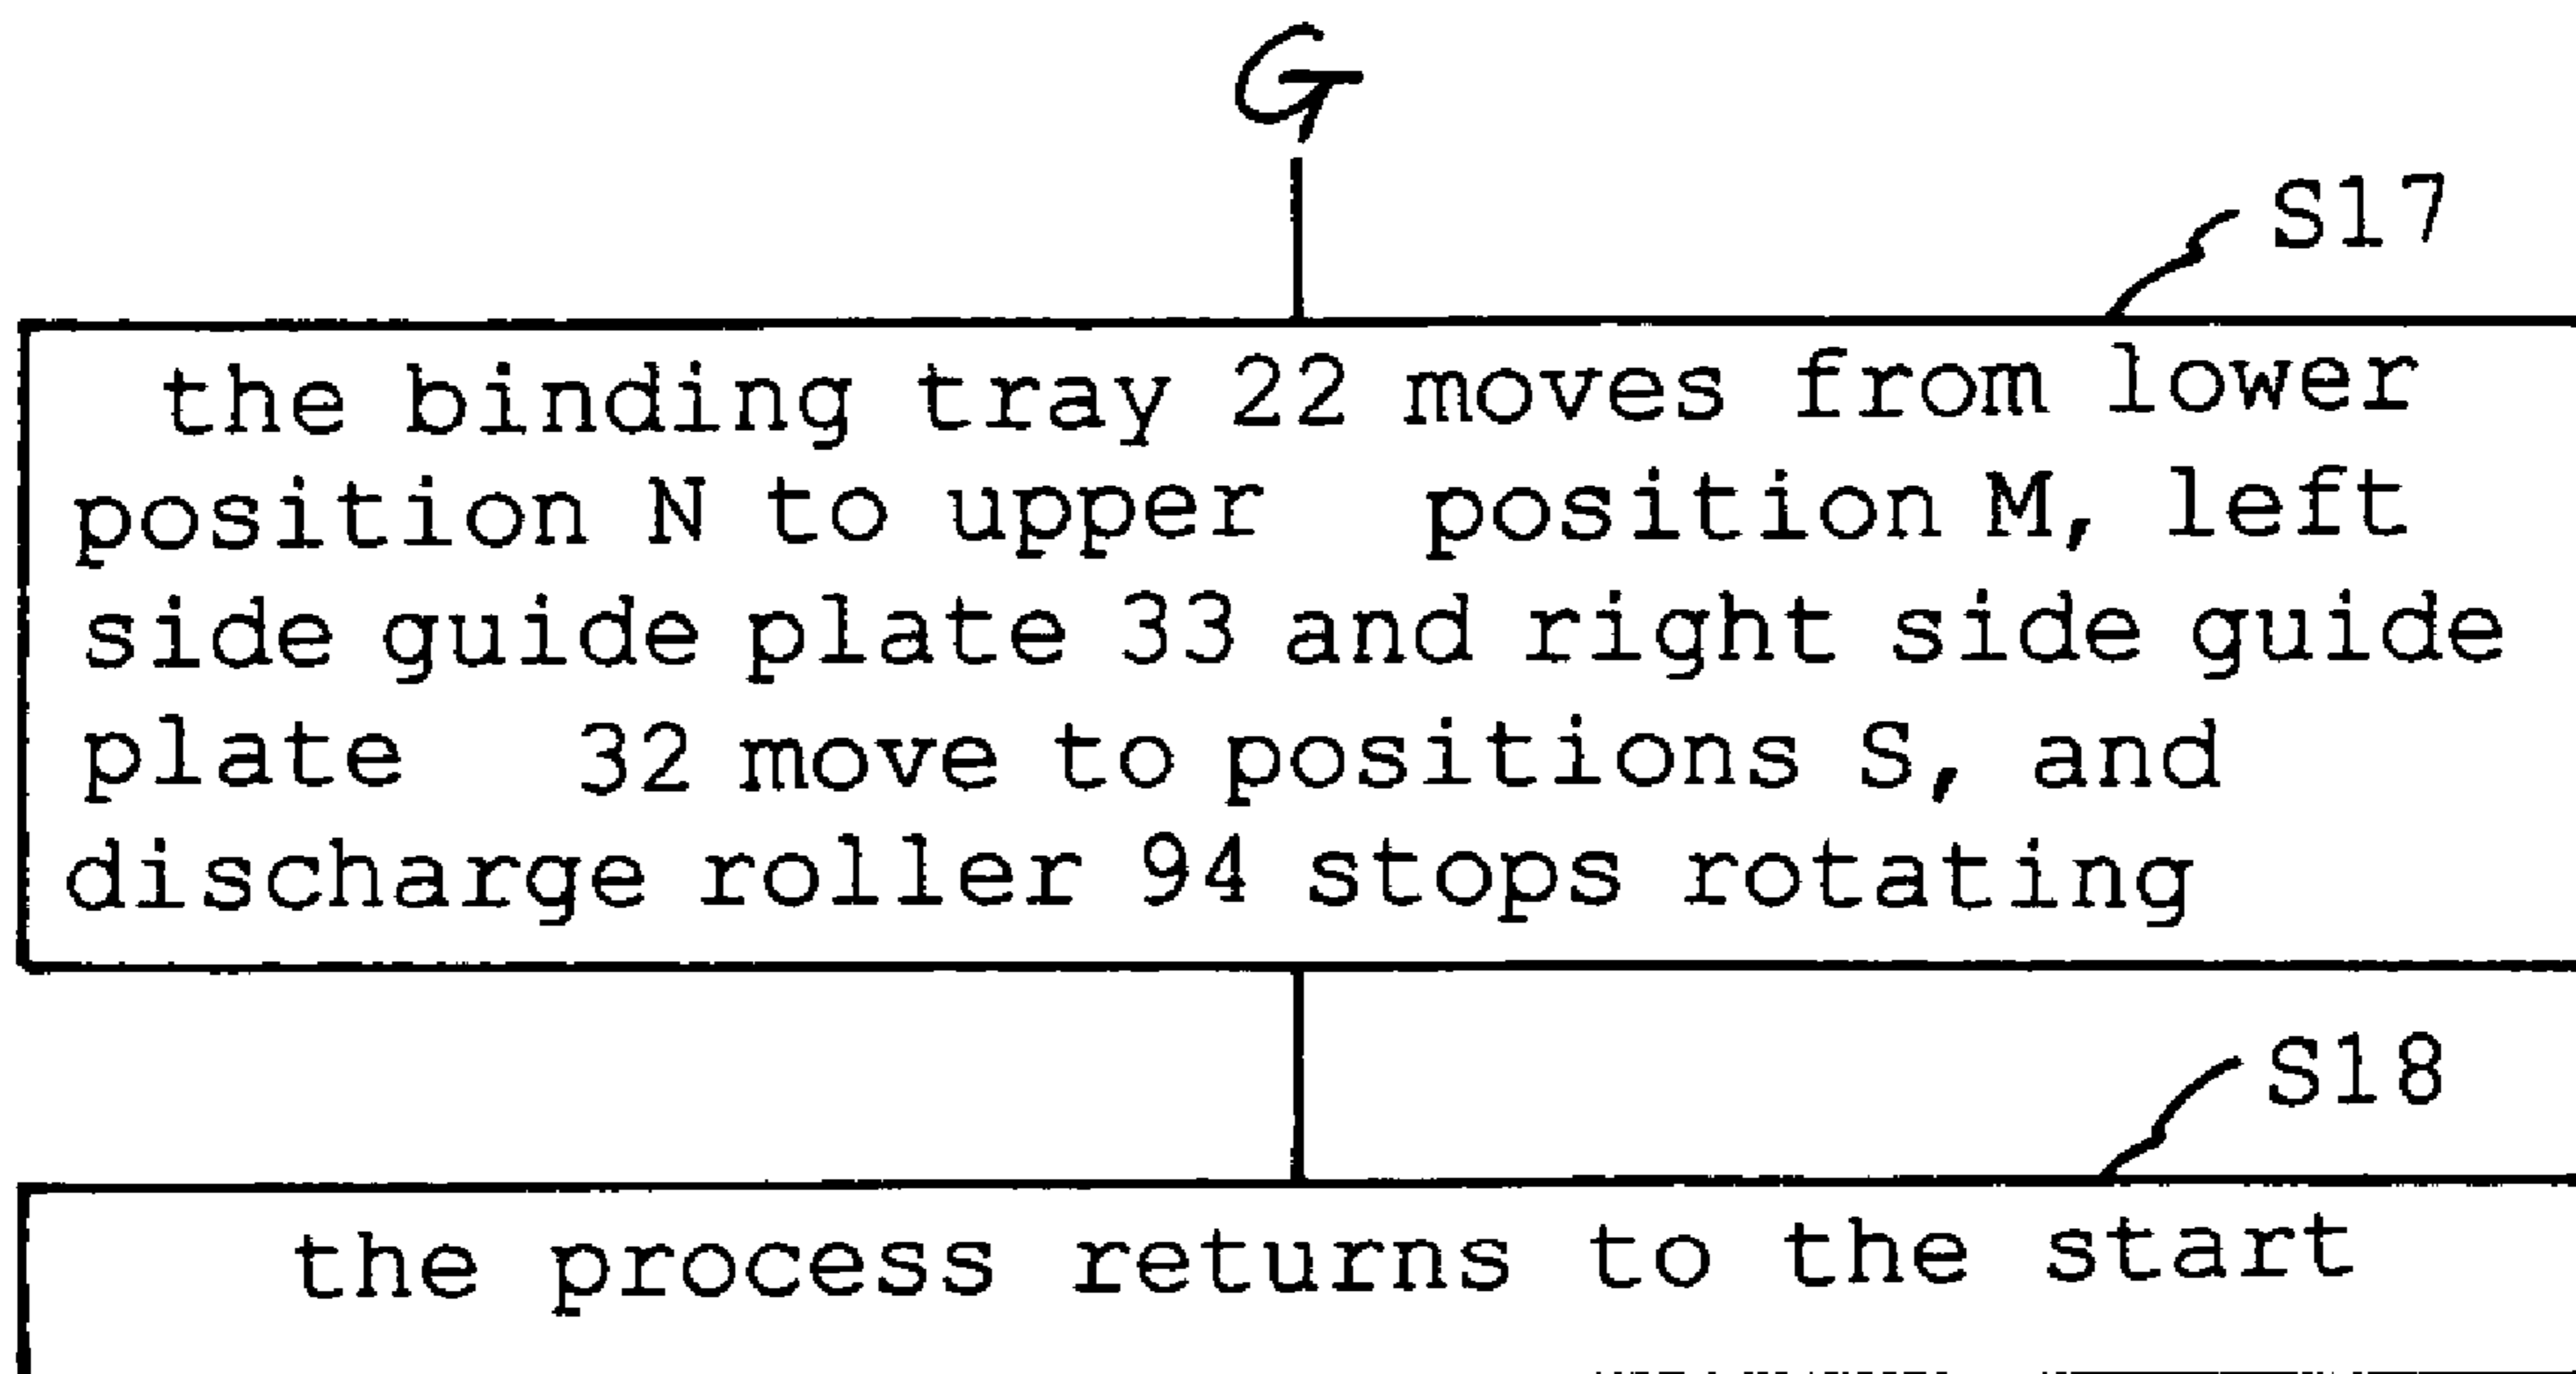 G
S17
the binding tray 22 moves from lower
position N to upper position M, left
side guide plate 33 and right side guide
plate 32 move to positions S, and
discharge roller 94 stops rotating
S18
the process returns to the start